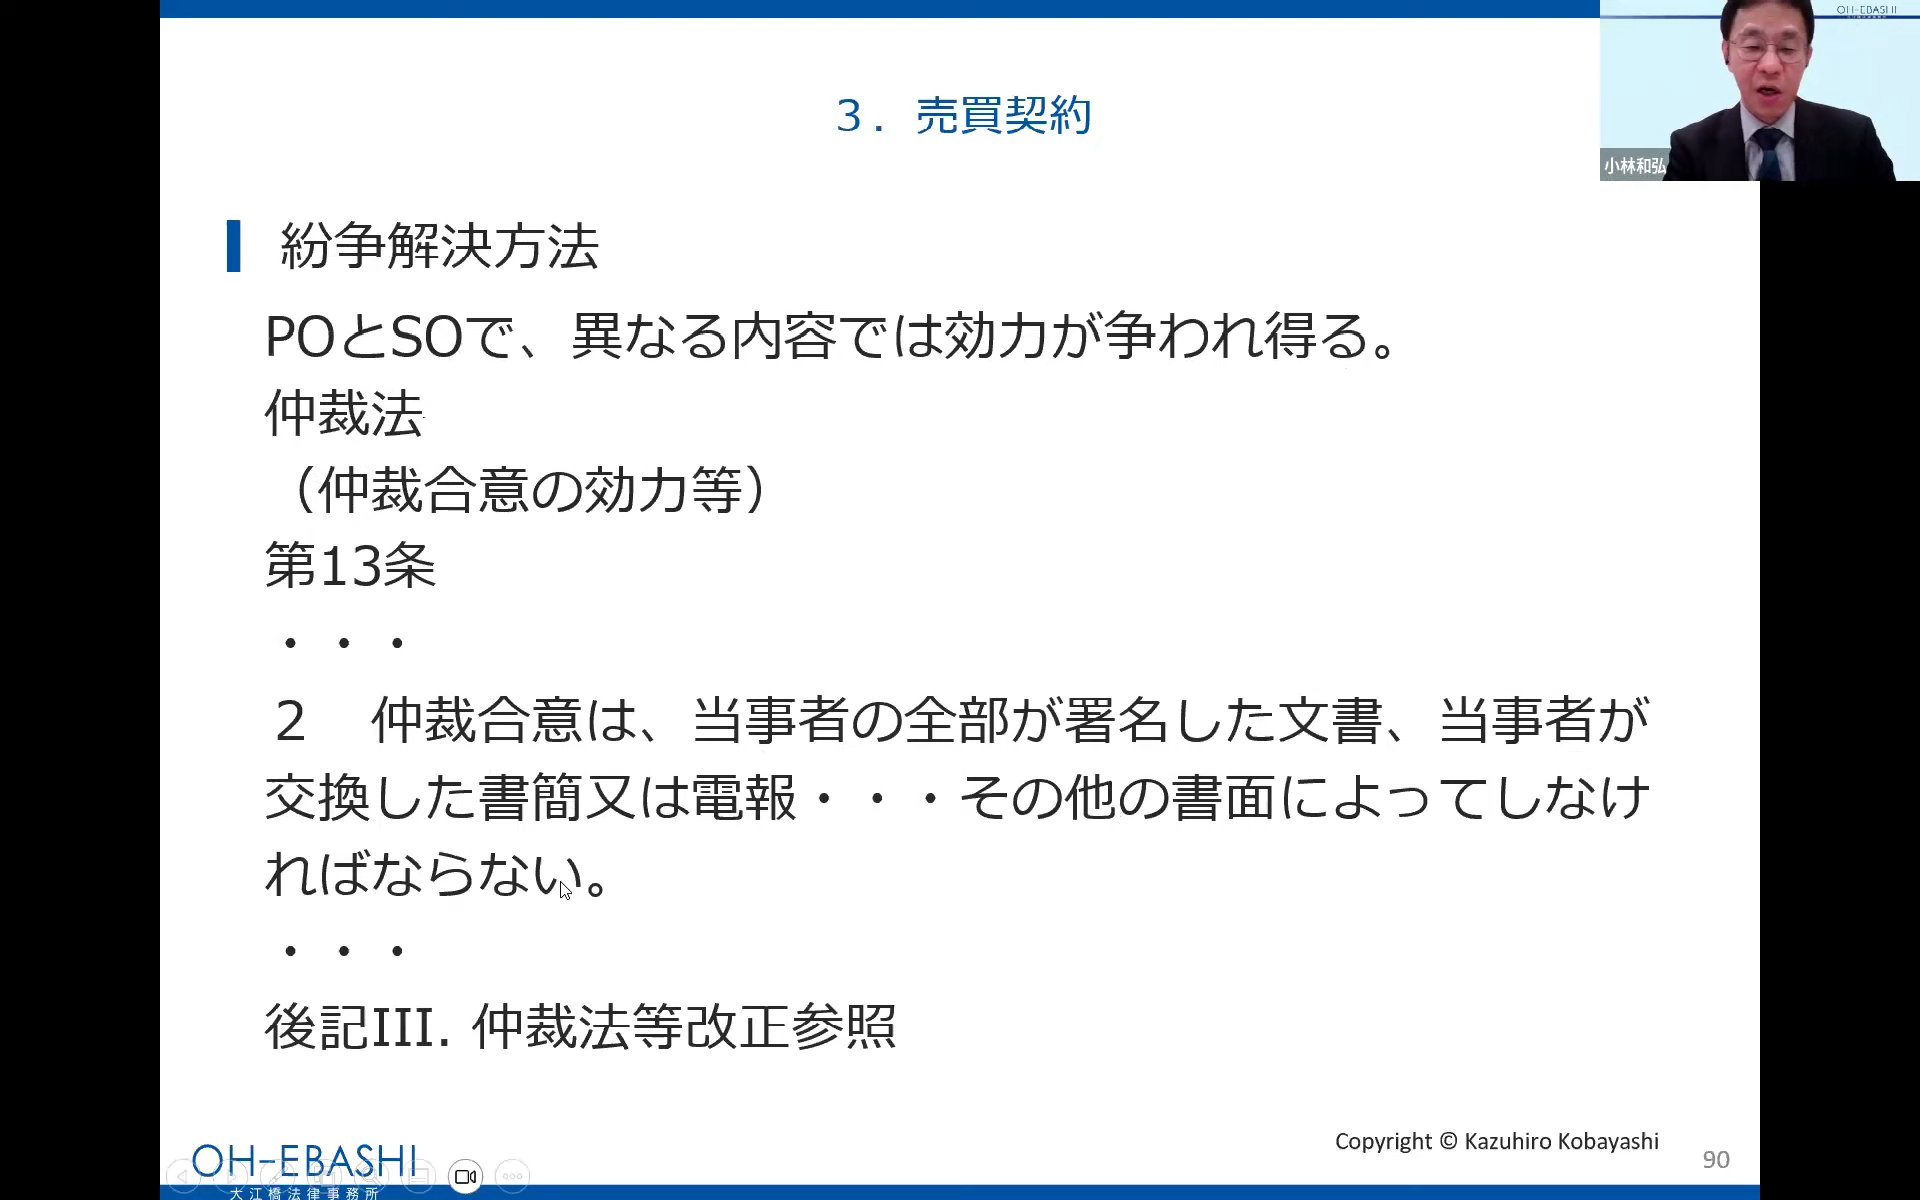 OH-EBASHI
小林和弘
３．売買契約
紛争解決方法
POとSOで、異なる内容では効力が争われ得る。
仲裁法
（仲裁合意の効力等）
第13条
・・・
２　仲裁合意は、当事者の全部が署名した文書、当事者が
交換した書簡又は電報・・・その他の書面によってしなけ
ればならない。
・・・
後記III. 仲裁法等改正参照
OH-EBASHI
大江橋法律事務所
Copyright © Kazuhiro Kobayashi
90